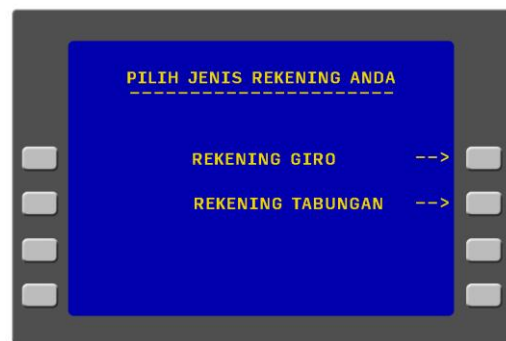 PILIH JENIS REKENING ANDA
----------------------
REKENING GIRO -->
REKENING TABUNGAN -->